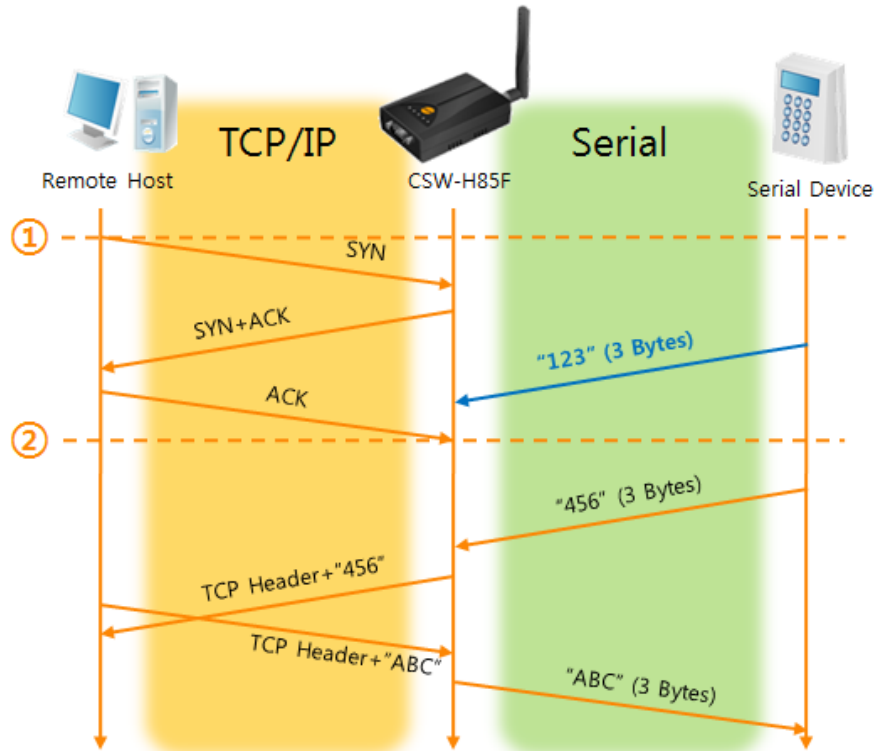 TCP/IP
Serial
Remote Host
CSW-H85F
Serial Device
①
SYN
SYN+ACK
“123” (3 Bytes)
ACK
②
“456” (3 Bytes)
TCP Header+“456”
TCP Header+“ABC”
“ABC” (3 Bytes)